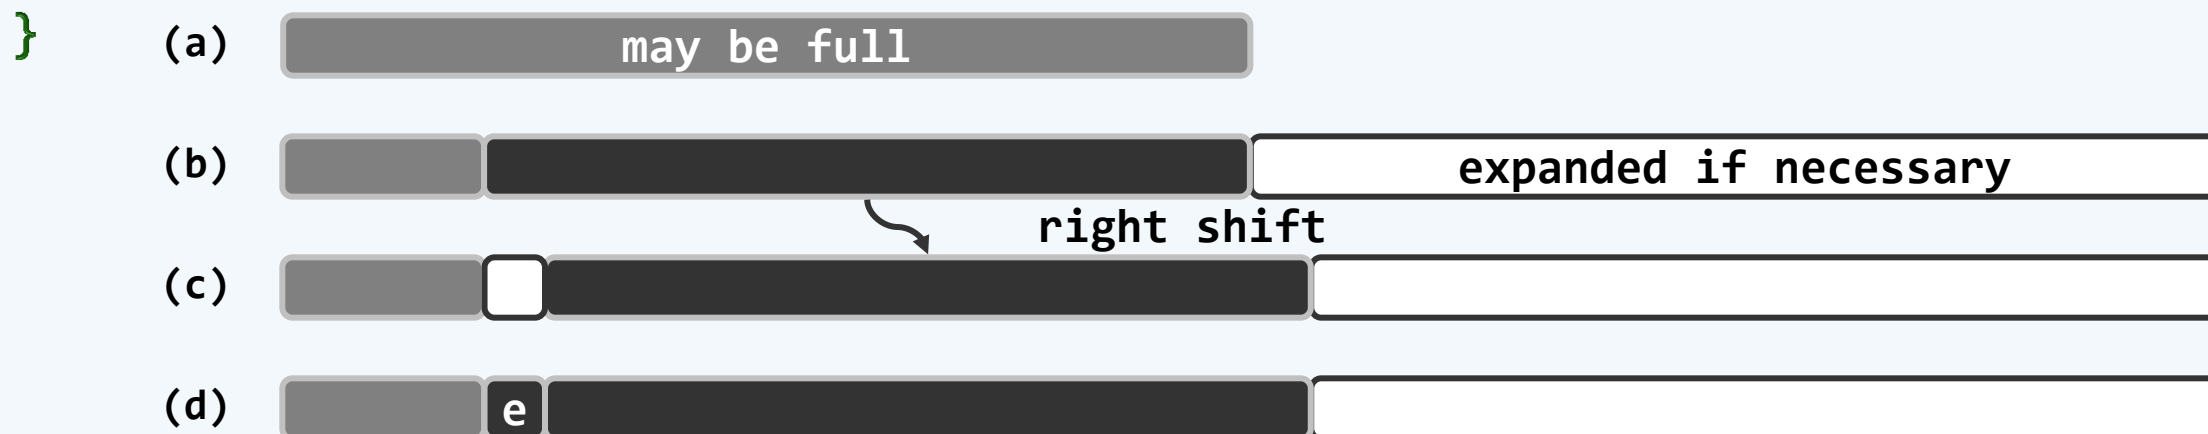 }
(a) may be full
(b) expanded if necessary
right shift
(c)
(d) e